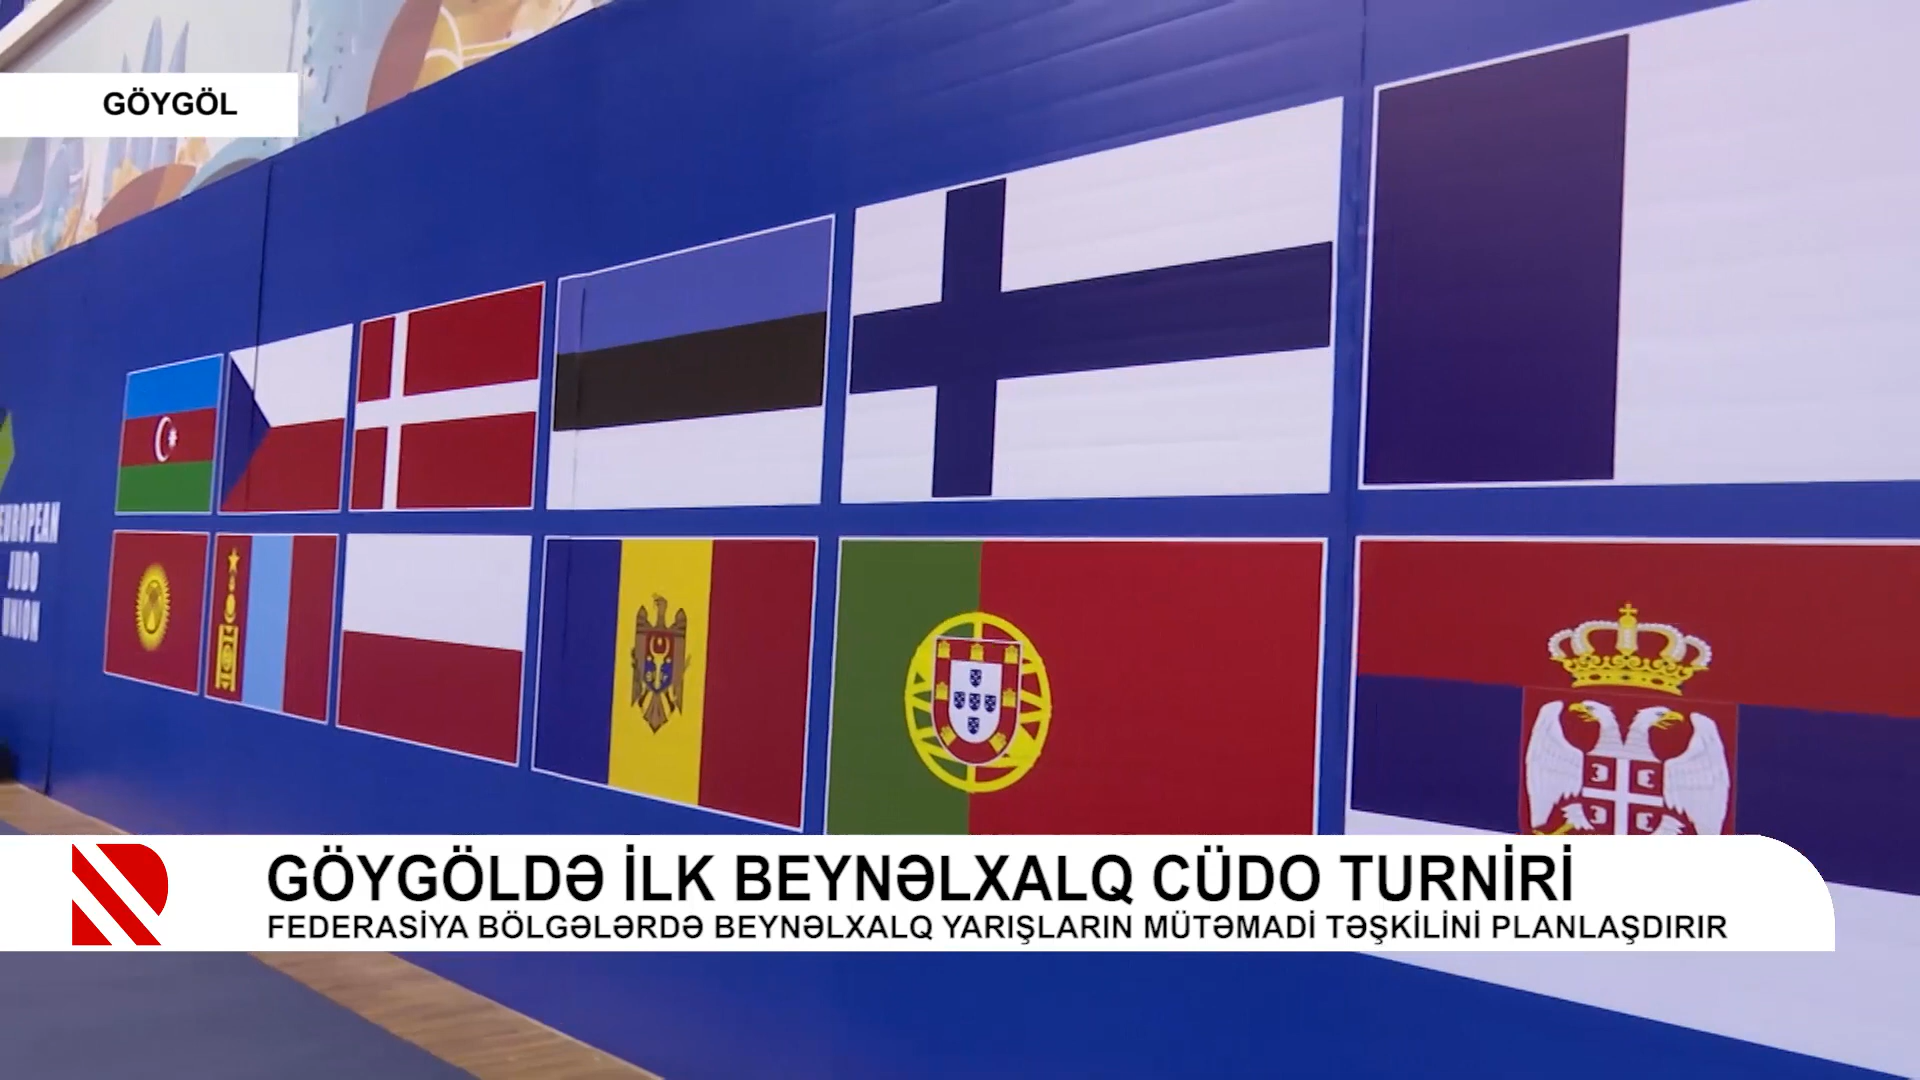 GÖYGÖL
EUROPEAN
JUDO
UNION
GÖYGÖLDƏ İLK BEYNƏLXALQ CÜDO TURNİRİ
FEDERASİYA BÖLGƏLƏRDƏ BEYNƏLXALQ YARIŞLARIN MÜTƏMADİ TƏŞKİLİNİ PLANLAŞDIRIR